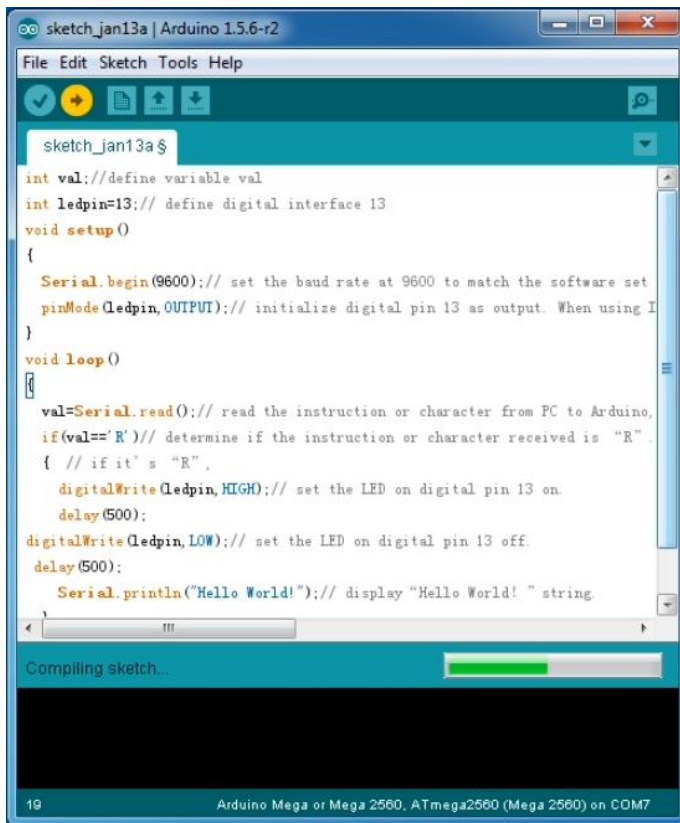 sketch_jan13a | Arduino 1.5.6-r2
File Edit Sketch Tools Help
sketch_jan13a §
int val;//define variable val
int ledpin=13;// define digital interface 13
void setup()
{
  Serial.begin(9600);// set the baud rate at 9600 to match the software set
  pinMode(ledpin,OUTPUT);// initialize digital pin 13 as output. When using I
}
void loop()
{
  val=Serial.read();// read the instruction or character from PC to Arduino,
  if(val=='R')// determine if the instruction or character received is “R”.
  { // if it’s “R”,
    digitalWrite(ledpin,HIGH);// set the LED on digital pin 13 on.
    delay(500);
digitalWrite(ledpin,LOW);// set the LED on digital pin 13 off.
 delay(500);
    Serial.println("Hello World!");// display “Hello World! ” string.
Compiling sketch...
19 Arduino Mega or Mega 2560, ATmega2560 (Mega 2560) on COM7